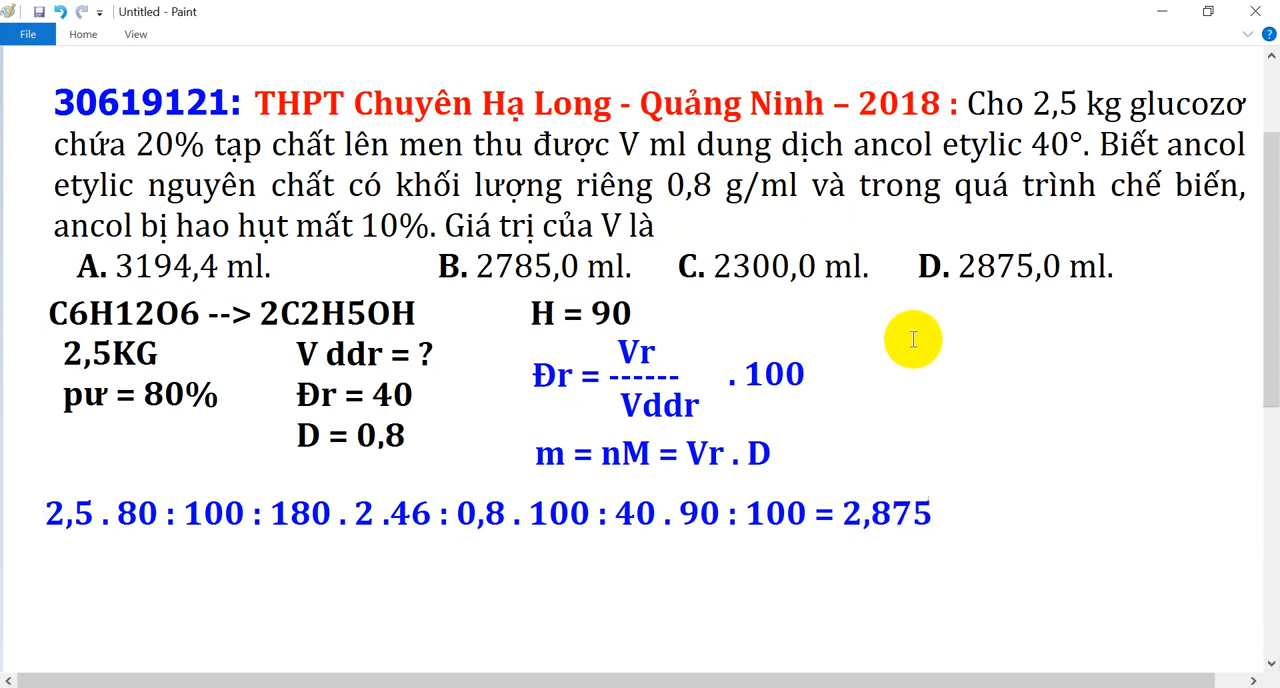 Untitled - Paint
File Home View
?
30619121: THPT Chuyên Hạ Long - Quảng Ninh – 2018 : Cho 2,5 kg glucozơ
chứa 20% tạp chất lên men thu được V ml dung dịch ancol etylic 40°. Biết ancol
etylic nguyên chất có khối lượng riêng 0,8 g/ml và trong quá trình chế biến,
ancol bị hao hụt mất 10%. Giá trị của V là
A. 3194,4 ml. B. 2785,0 ml. C. 2300,0 ml. D. 2875,0 ml.
C6H12O6 --> 2C2H5OH H = 90
2,5KG V ddr = ? Vr
Đr = ------ . 100
pư = 80% Đr = 40 Vddr
D = 0,8
m = nM = Vr . D
2,5 . 80 : 100 : 180 . 2 .46 : 0,8 . 100 : 40 . 90 : 100 = 2,875